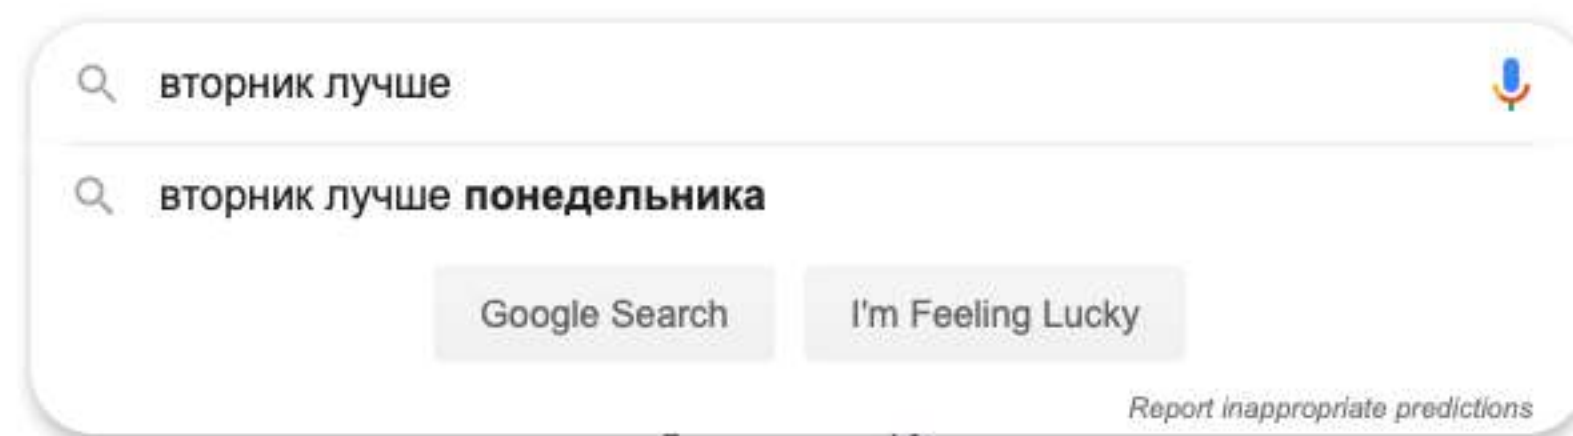 вторник лучше
вторник лучше понедельника
Google Search I'm Feeling Lucky
Report inappropriate predictions